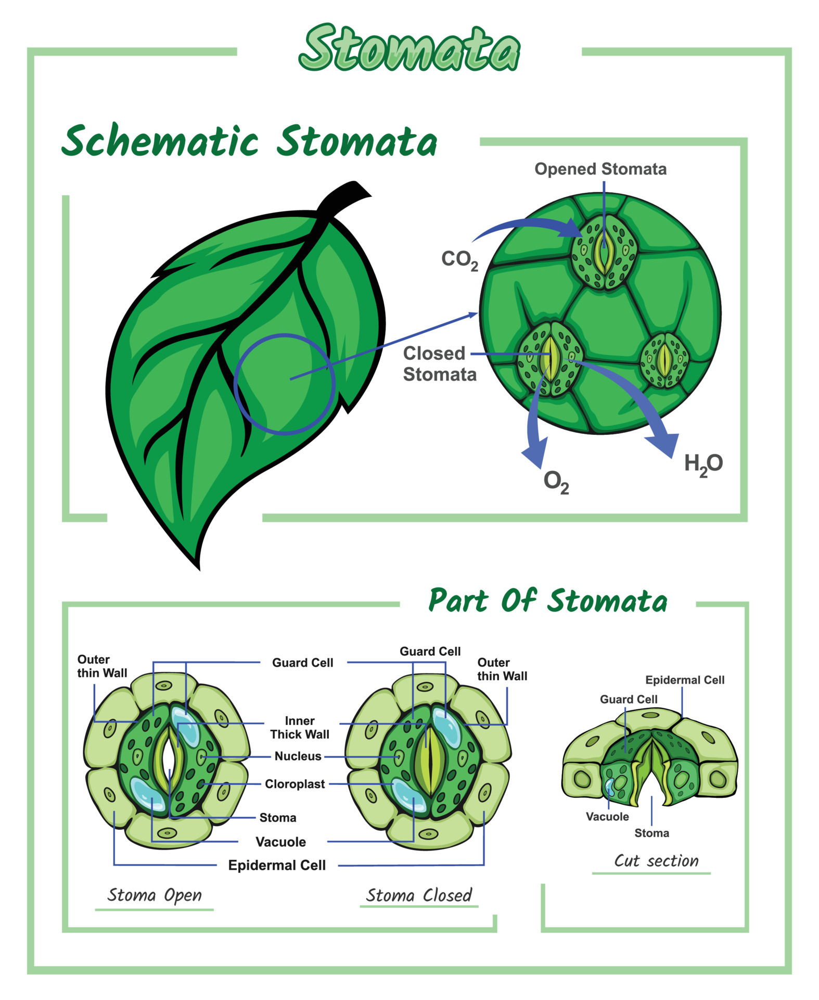 Stomata
Schematic Stomata
Opened Stomata
CO₂
Closed
Stomata
O₂
H₂O
Part Of Stomata
Outer
thin Wall
Guard Cell
Guard Cell
Outer
thin Wall
Inner
Thick Wall
Nucleus
Cloroplast
Stoma
Vacuole
Epidermal Cell
Stoma Open
Stoma Closed
Epidermal Cell
Guard Cell
Vacuole
Stoma
Cut section